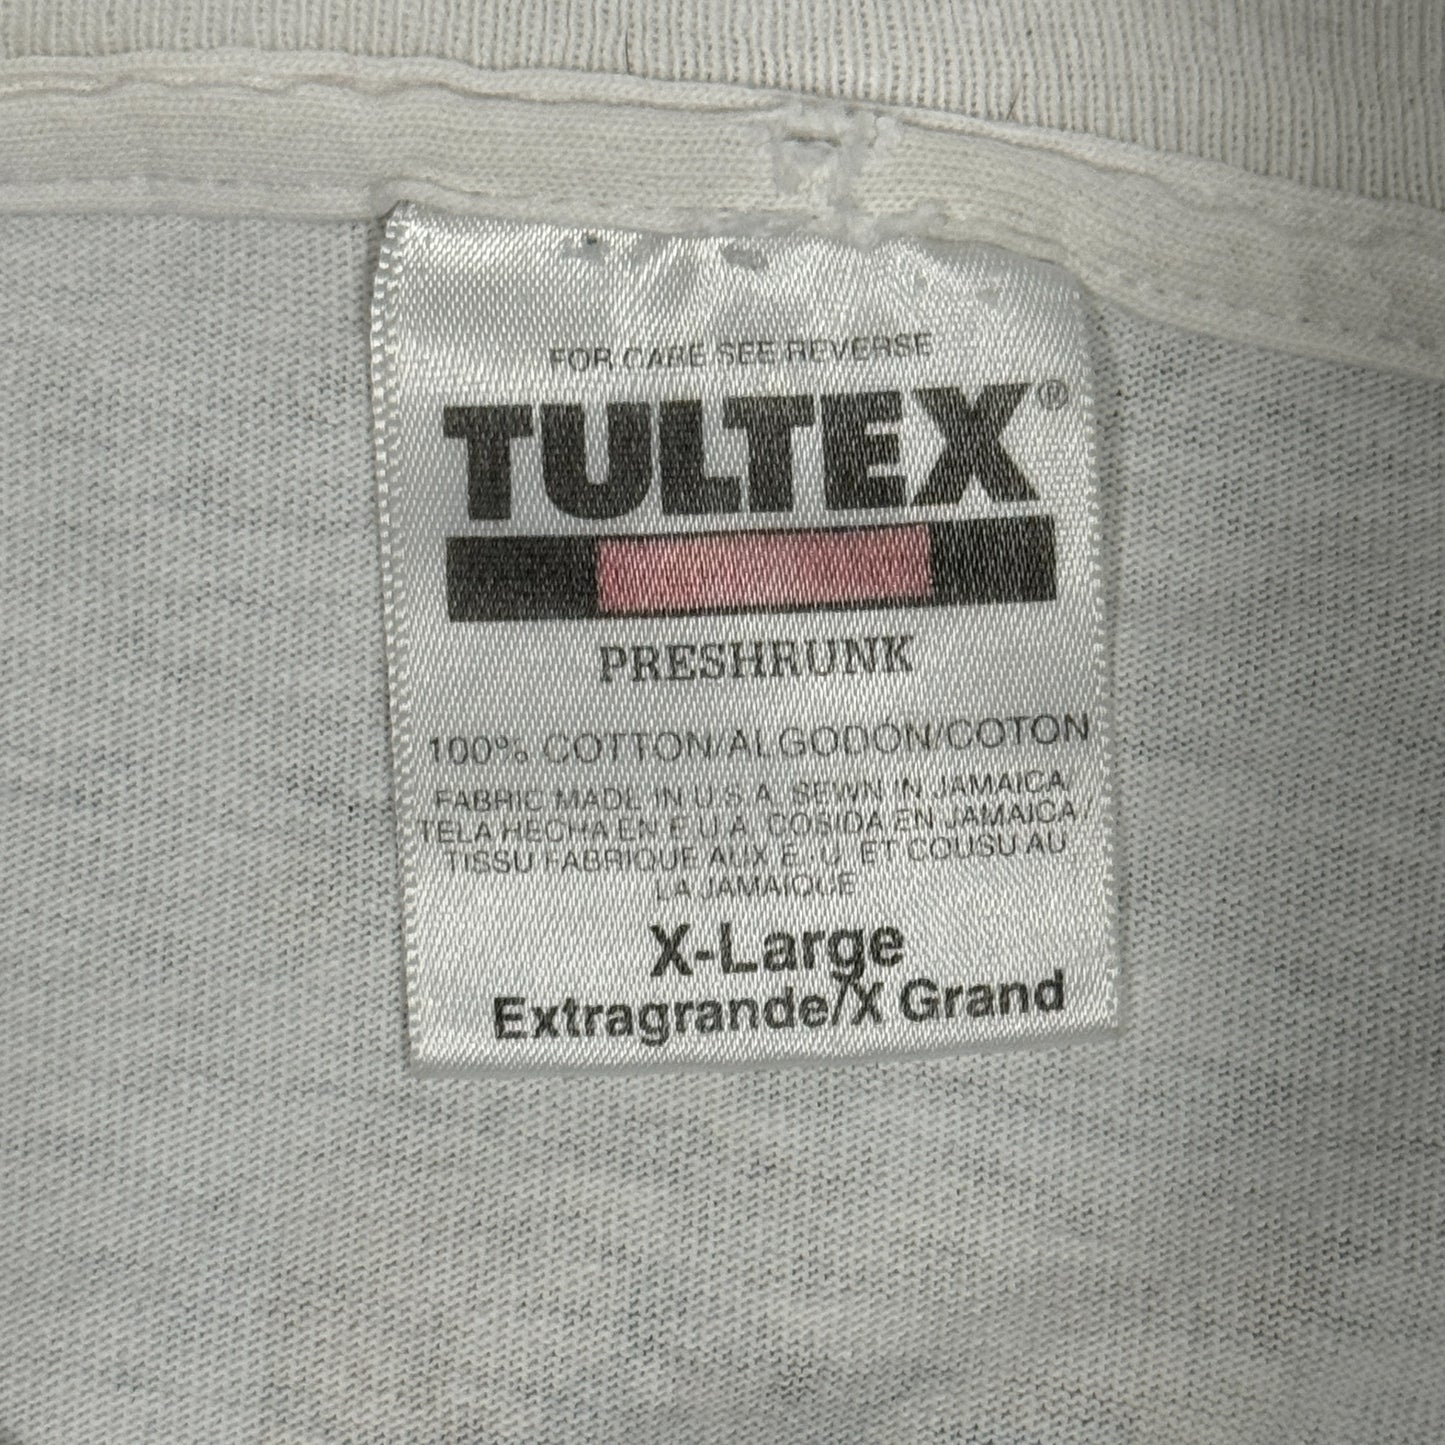 FOR CARE SEE REVERSE
TULTEX®
PRESHRUNK
100% COTTON/ALGODÓN/COTON
FABRIC MADE IN U.S.A. SEWN IN JAMAICA/
TELA HECHA EN E.U.A. COSIDA EN JAMAICA/
TISSU FABRIQUE AUX E.-U. ET COUSU AU
LA JAMAIQUE
X-Large
Extragrande/X Grand